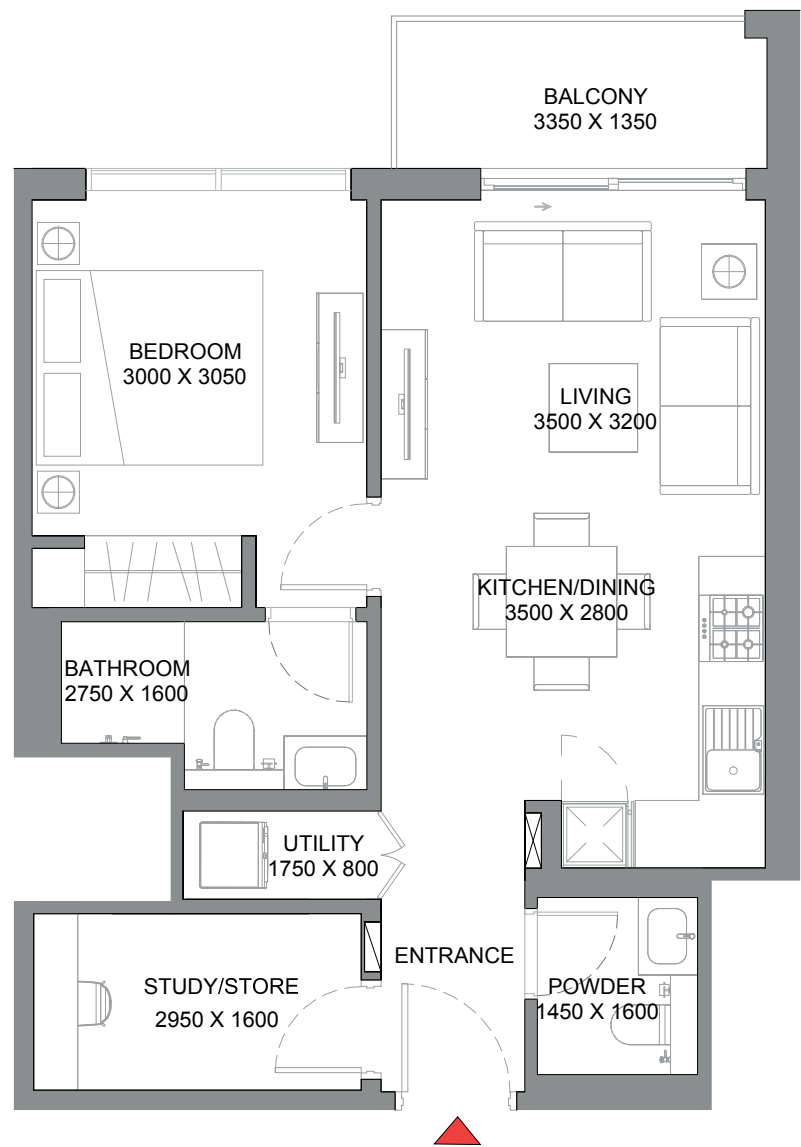 BALCONY
3350 X 1350
BEDROOM
3000 X 3050
LIVING
3500 X 3200
KITCHEN/DINING
3500 X 2800
BATHROOM
2750 X 1600
UTILITY
1750 X 800
ENTRANCE
STUDY/STORE
2950 X 1600
POWDER
1450 X 1600